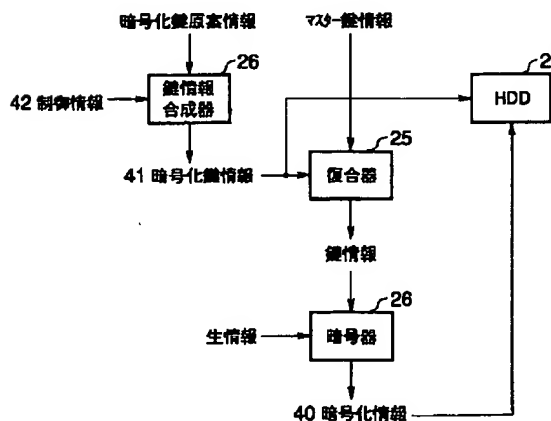 暗号化鍵原案情報
マスター鍵情報
26
2
42 制御情報
鍵情報
合成器
HDD
25
41 暗号化鍵情報
復合器
鍵情報
26
生情報
暗号器
40 暗号化情報